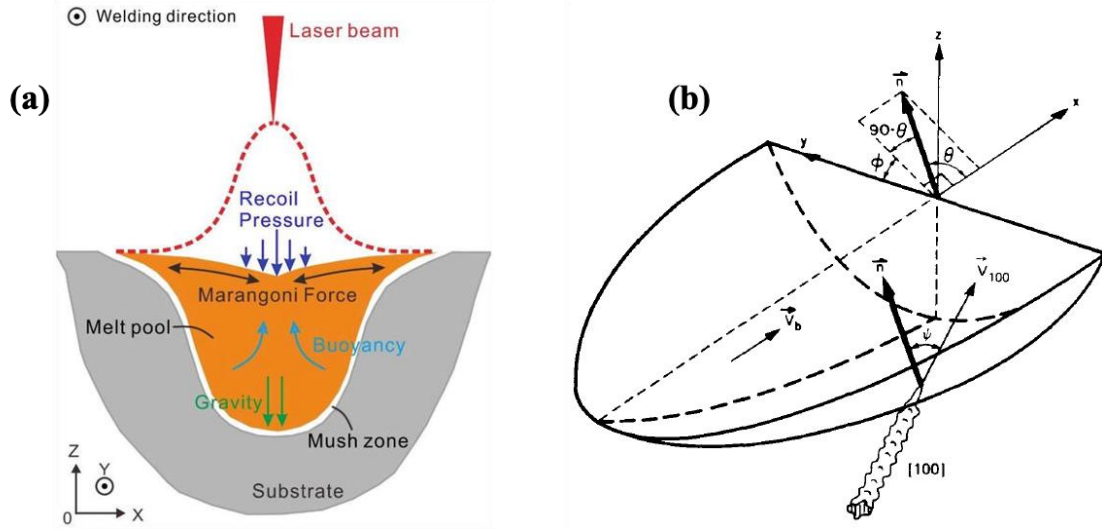 Welding direction
Laser beam
(a)
Recoil
Pressure
Marangoni Force
Melt pool
Buoyancy
Gravity
Mush zone
Substrate
Z
Y
0
X
(b)
z
n
x
90-θ
θ
y
ϕ
n
V100
Vb
ψ
[100]